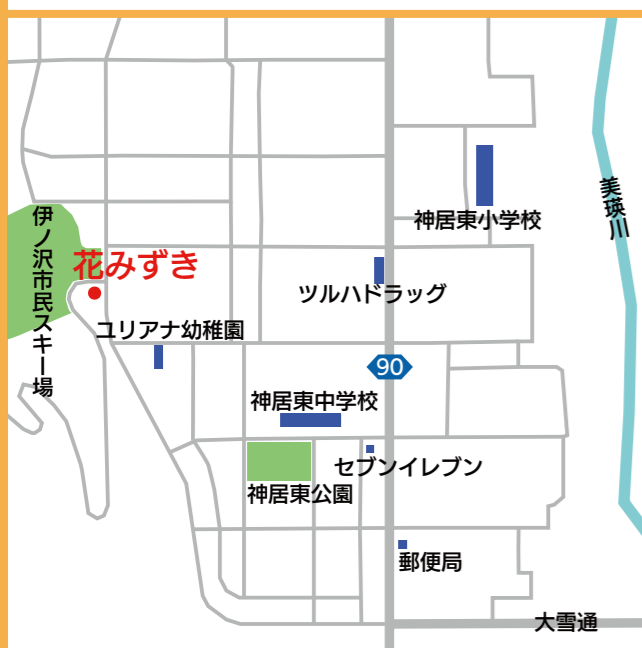 美瑛川
神居東小学校
伊ノ沢市民スキー場
花みずき
ツルハドラッグ
ユリアナ幼稚園
90
神居東中学校
セブンイレブン
神居東公園
郵便局
大雪通